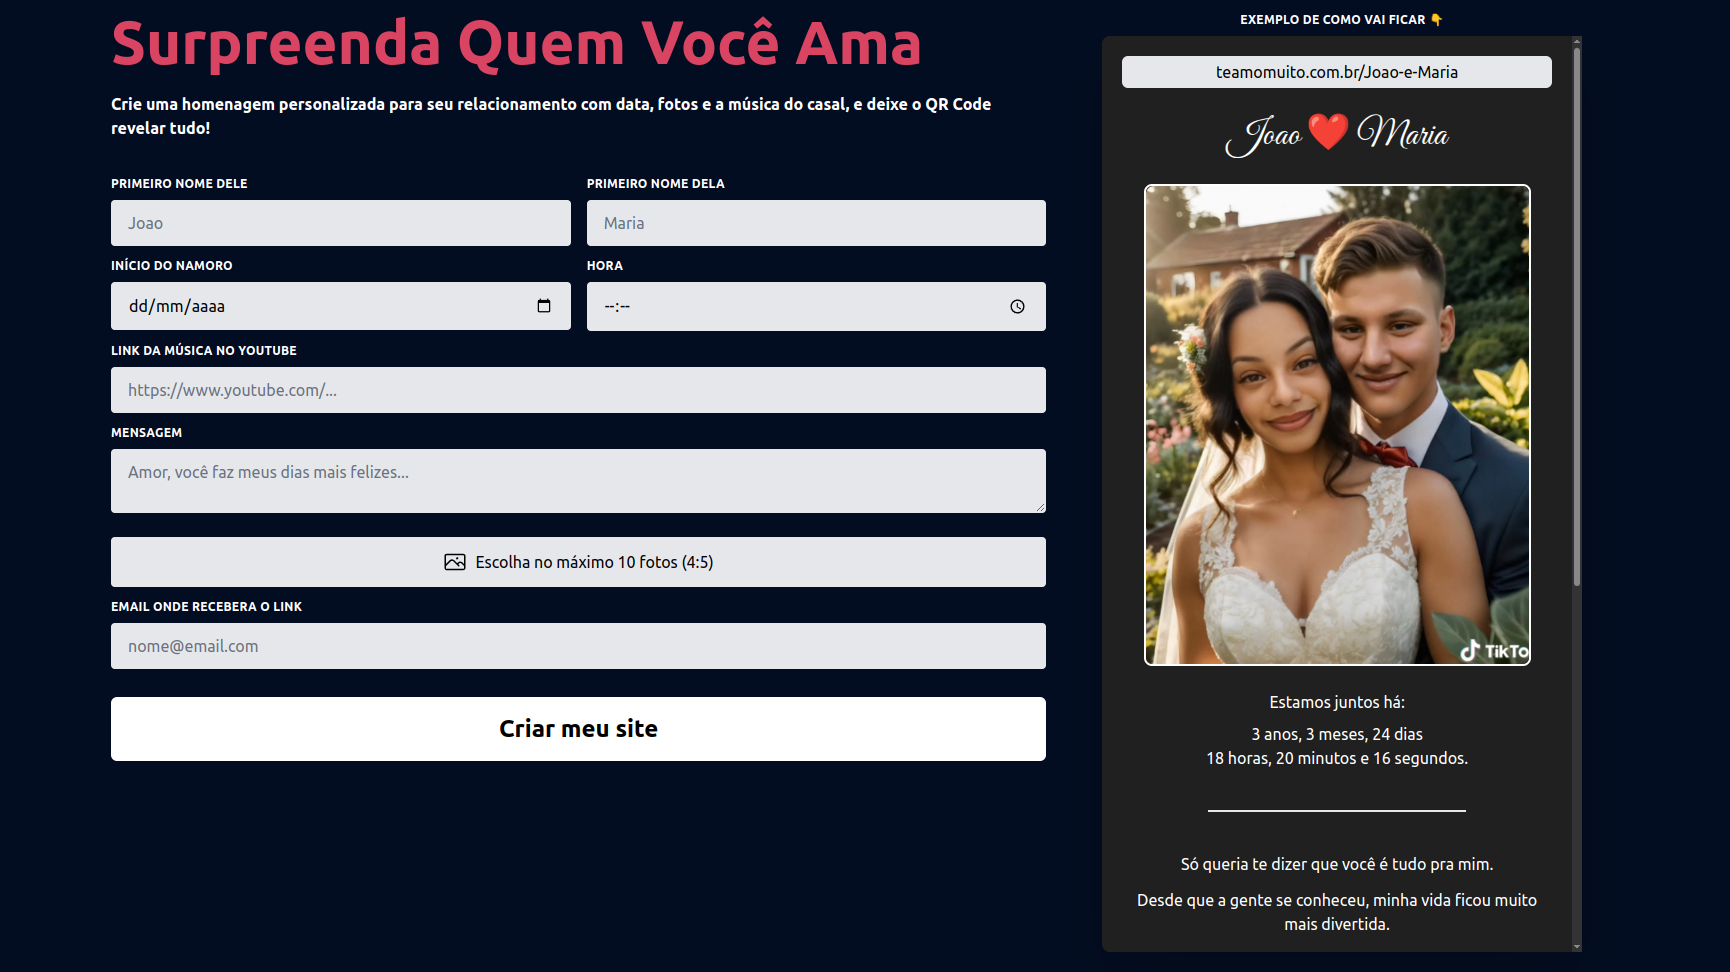 Surpreenda Quem Você Ama
Crie uma homenagem personalizada para seu relacionamento com data, fotos e a música do casal, e deixe o QR Code
revelar tudo!
PRIMEIRO NOME DELE
Joao
PRIMEIRO NOME DELA
Maria
INÍCIO DO NAMORO
dd/mm/aaaa
HORA
--:--
LINK DA MÚSICA NO YOUTUBE
https://www.youtube.com/...
MENSAGEM
Amor, você faz meus dias mais felizes...
Escolha no máximo 10 fotos (4:5)
EMAIL ONDE RECEBERA O LINK
nome@email.com
Criar meu site
EXEMPLO DE COMO VAI FICAR 👇
teamomuito.com.br/Joao-e-Maria
Joao ❤️ Maria
TikTo
Estamos juntos há:
3 anos, 3 meses, 24 dias
18 horas, 20 minutos e 16 segundos.
Só queria te dizer que você é tudo pra mim.
Desde que a gente se conheceu, minha vida ficou muito
mais divertida.